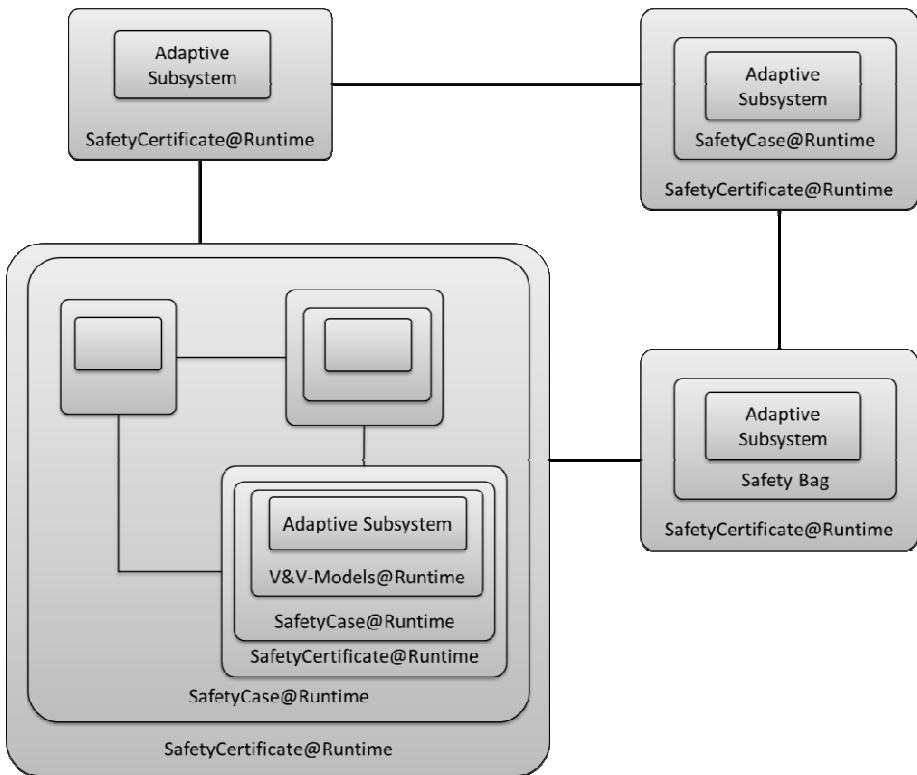 Adaptive
Subsystem
SafetyCertificate@Runtime
Adaptive
Subsystem
SafetyCase@Runtime
SafetyCertificate@Runtime
Adaptive
Subsystem
Safety Bag
SafetyCertificate@Runtime
Adaptive Subsystem
V&V-Models@Runtime
SafetyCase@Runtime
SafetyCertificate@Runtime
SafetyCase@Runtime
SafetyCertificate@Runtime